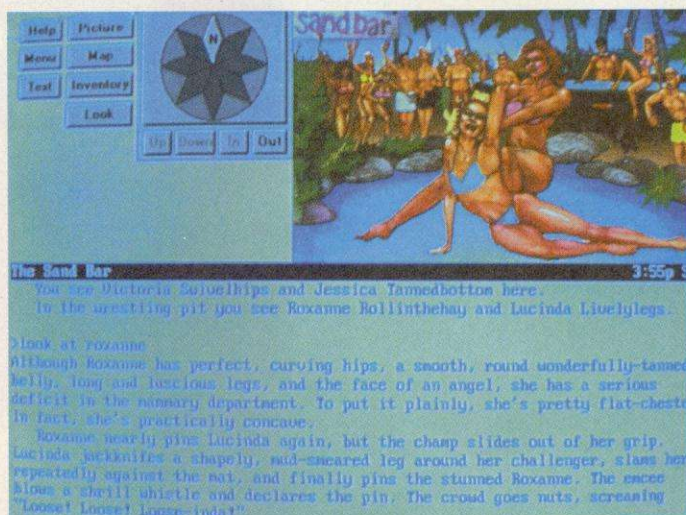 Help Picture
Menu Map
Text Inventory
Look
N
Up Down In Out
sand bar
The Sand Bar 3:55p S
You see Victoria Swivelhips and Jessica Tannedbottom here.
In the wrestling pit you see Roxanne Rollinthehay and Lucinda Livelylegs.
>look at roxanne
Although Roxanne has perfect, curving hips, a smooth, round wonderfully-tanned
belly, long and luscious legs, and the face of an angel, she has a serious
deficit in the mammary department. To put it plainly, she's pretty flat-cheste
In fact, she's practically concave.
Roxanne nearly pins Lucinda again, but the champ slides out of her grip.
Lucinda jackknifes a shapely, mud-smeared leg around her challenger, slams her
repeatedly against the mat, and finally pins the stunned Roxanne. The emcee
blows a shrill whistle and declares the pin. The crowd goes nuts, screaming
"Loose! Loose! Loose-inda!"